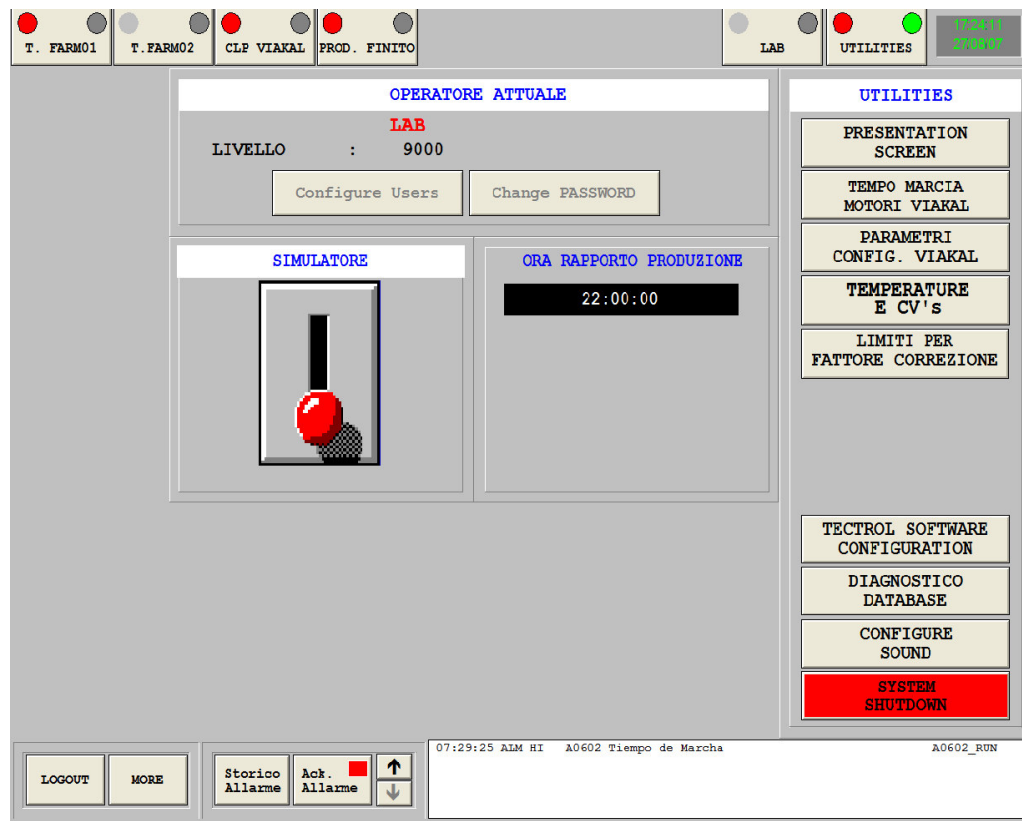 T. FARM01
T.FARM02
CLP VIAKAL
PROD. FINITO
LAB
UTILITIES
17:24:11
27/08/07
OPERATORE ATTUALE
LAB
LIVELLO : 9000
Configure Users
Change PASSWORD
SIMULATORE
ORA RAPPORTO PRODUZIONE
22:00:00
UTILITIES
PRESENTATION
SCREEN
TEMPO MARCIA
MOTORI VIAKAL
PARAMETRI
CONFIG. VIAKAL
TEMPERATURE
E CV's
LIMITI PER
FATTORE CORREZIONE
TECTROL SOFTWARE
CONFIGURATION
DIAGNOSTICO
DATABASE
CONFIGURE
SOUND
SYSTEM
SHUTDOWN
LOGOUT
MORE
Storico
Allarme
Ack.
Allarme
07:29:25 ALM HI A0602 Tiempo de Marcha A0602_RUN